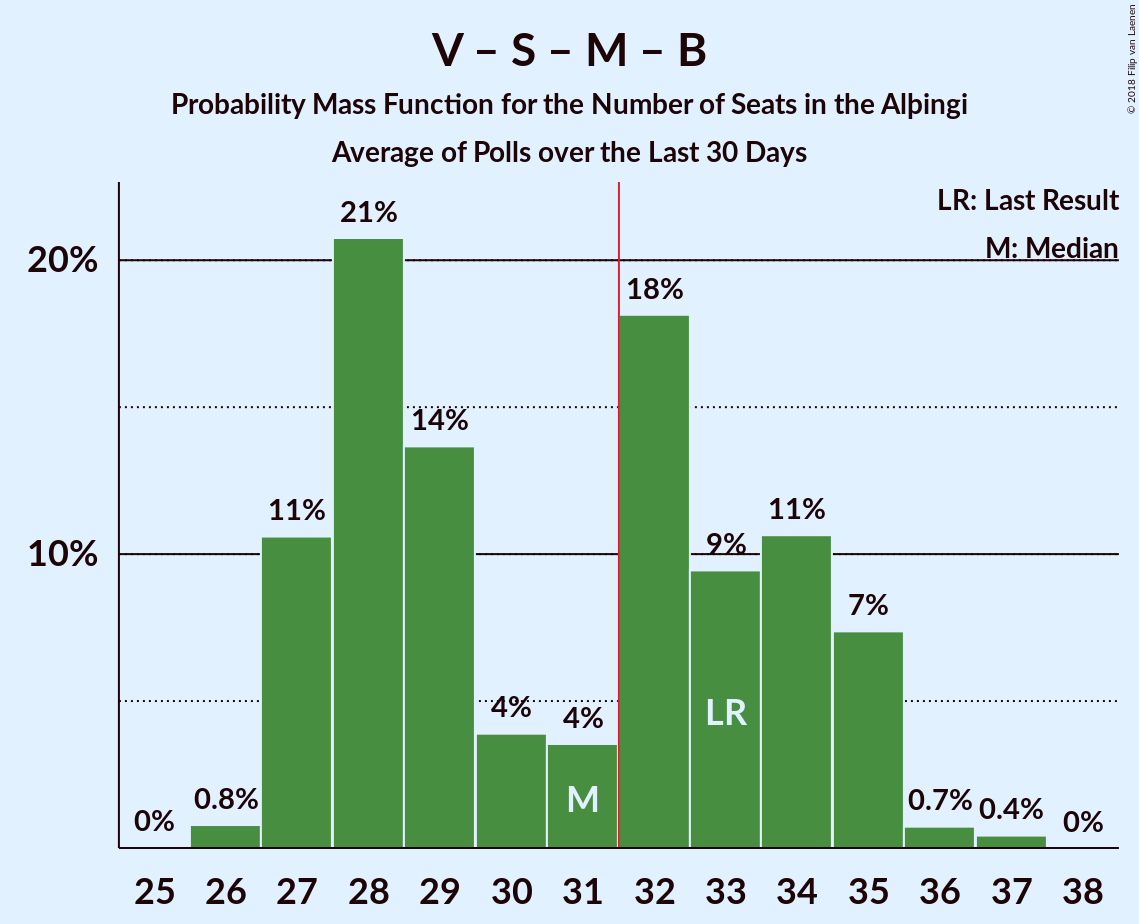 V – S – M – B
Probability Mass Function for the Number of Seats in the Alþingi
Average of Polls over the Last 30 Days
© 2018 Filip van Laenen
LR: Last Result
M: Median
20%
10%
0%
0.8%
11%
21%
14%
4%
4%
18%
9%
11%
7%
0.7%
0.4%
0%
LR
M
25 26 27 28 29 30 31 32 33 34 35 36 37 38